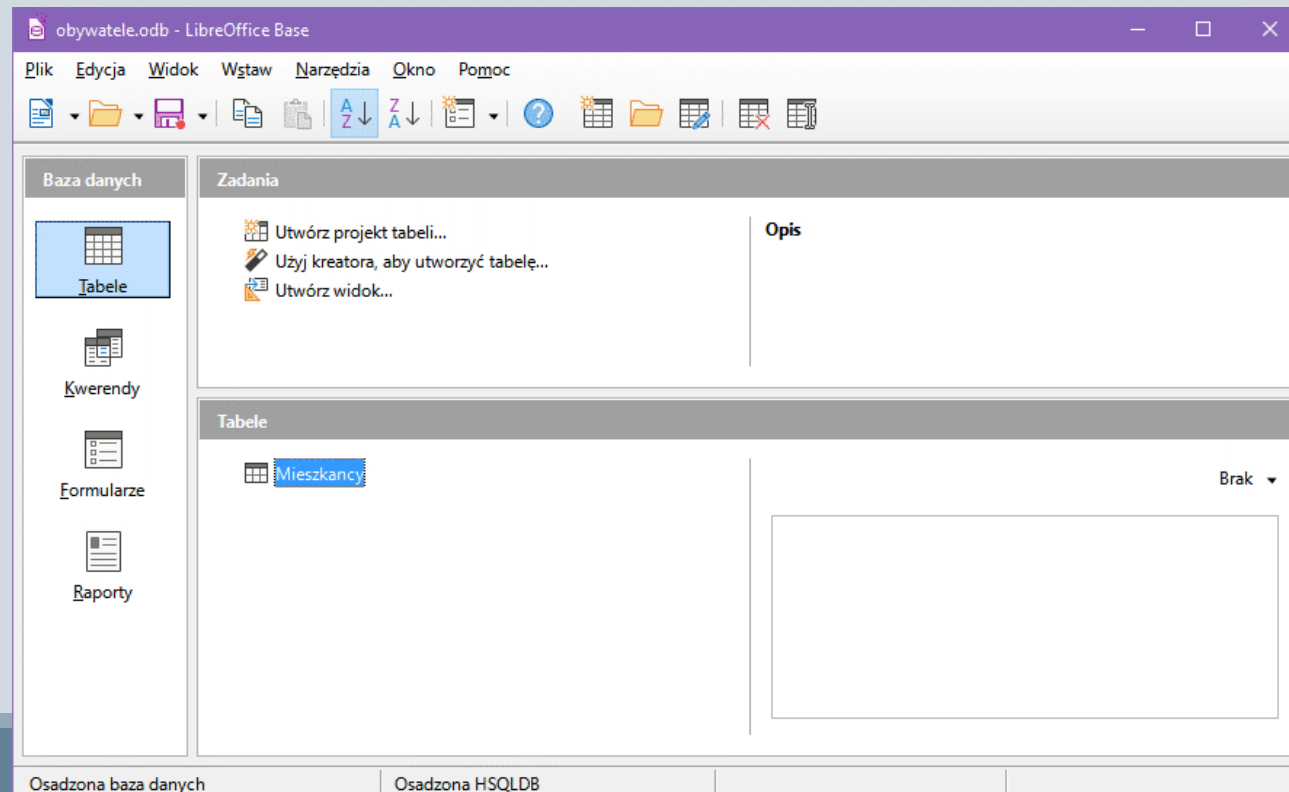 obywatele.odb - LibreOffice Base
Plik Edycja Widok Wstaw Narzędzia Okno Pomoc
Baza danych
Tabele
Kwerendy
Formularze
Raporty
Zadania
Utwórz projekt tabeli...
Użyj kreatora, aby utworzyć tabelę...
Utwórz widok...
Opis
Tabele
Mieszkancy
Brak
Osadzona baza danych
Osadzona HSQLDB